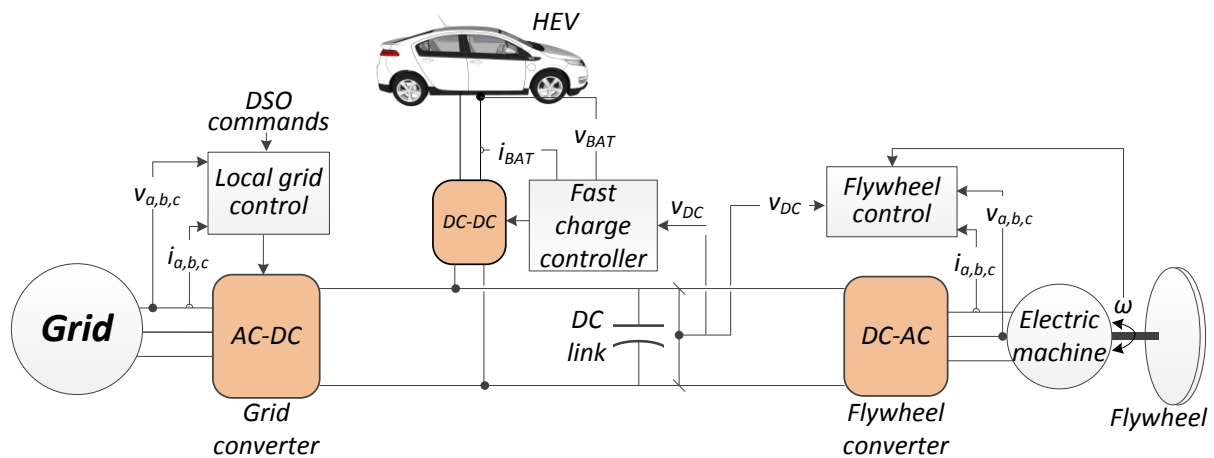 HEV
DSO
commands
v_BAT
i_BAT
Local grid
control
Fast
charge
controller
Flywheel
control
v_a,b,c
DC-DC
v_DC
v_DC
v_a,b,c
i_a,b,c
i_a,b,c
Grid
AC-DC
DC
link
DC-AC
Electric
machine
ω
Grid
converter
Flywheel
converter
Flywheel